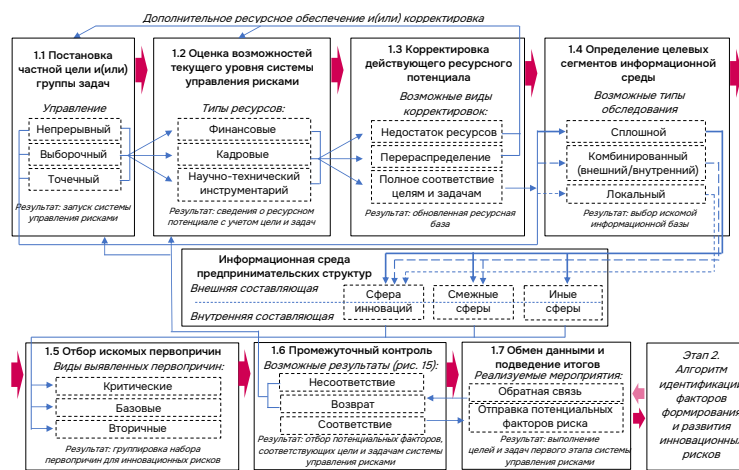 Дополнительное ресурсное обеспечение и(или) корректировка
1.1 Постановка
частной цели и(или)
группы задач
Управление
Непрерывный
Выборочный
Точечный
Результат: запуск системы
управления рисками
1.2 Оценка возможностей
текущего уровня системы
управления рисками
Типы ресурсов:
Финансовые
Кадровые
Научно-технический
инструментарий
Результат: сведения о ресурсном
потенциале с учетом цели и задач
1.3 Корректировка
действующего ресурсного
потенциала
Возможные виды
корректировок:
Недостаток ресурсов
Перераспределение
Полное соответствие
целям и задачам
Результат: обновленная ресурсная
база
1.4 Определение целевых
сегментов информационной
среды
Возможные типы
обследования
Сплошной
Комбинированный
(внешний/внутренний)
Локальный
Результат: выбор искомой
информационной базы
Информационная среда
предпринимательских структур
Внешняя составляющая
Внутренняя составляющая
Сфера
инноваций
Смежные
сферы
Иные
сферы
1.5 Отбор искомых первопричин
Виды выявленных первопричин:
Критические
Базовые
Вторичные
Результат: группировка набора
первопричин для инновационных рисков
1.6 Промежуточный контроль
Возможные результаты (рис. 15):
Несоответствие
Возврат
Соответствие
Результат: отбор потенциальных факторов,
соответствующих цели и задачам системы
управления рисками
1.7 Обмен данными и
подведение итогов
Реализуемые мероприятия:
Обратная связь
Отправка потенциальных
факторов риска
Результат: выполнение
целей и задач первого этапа системы
управления рисками
Этап 2.
Алгоритм
идентификации
факторов
формирования
и развития
инновационных
рисков